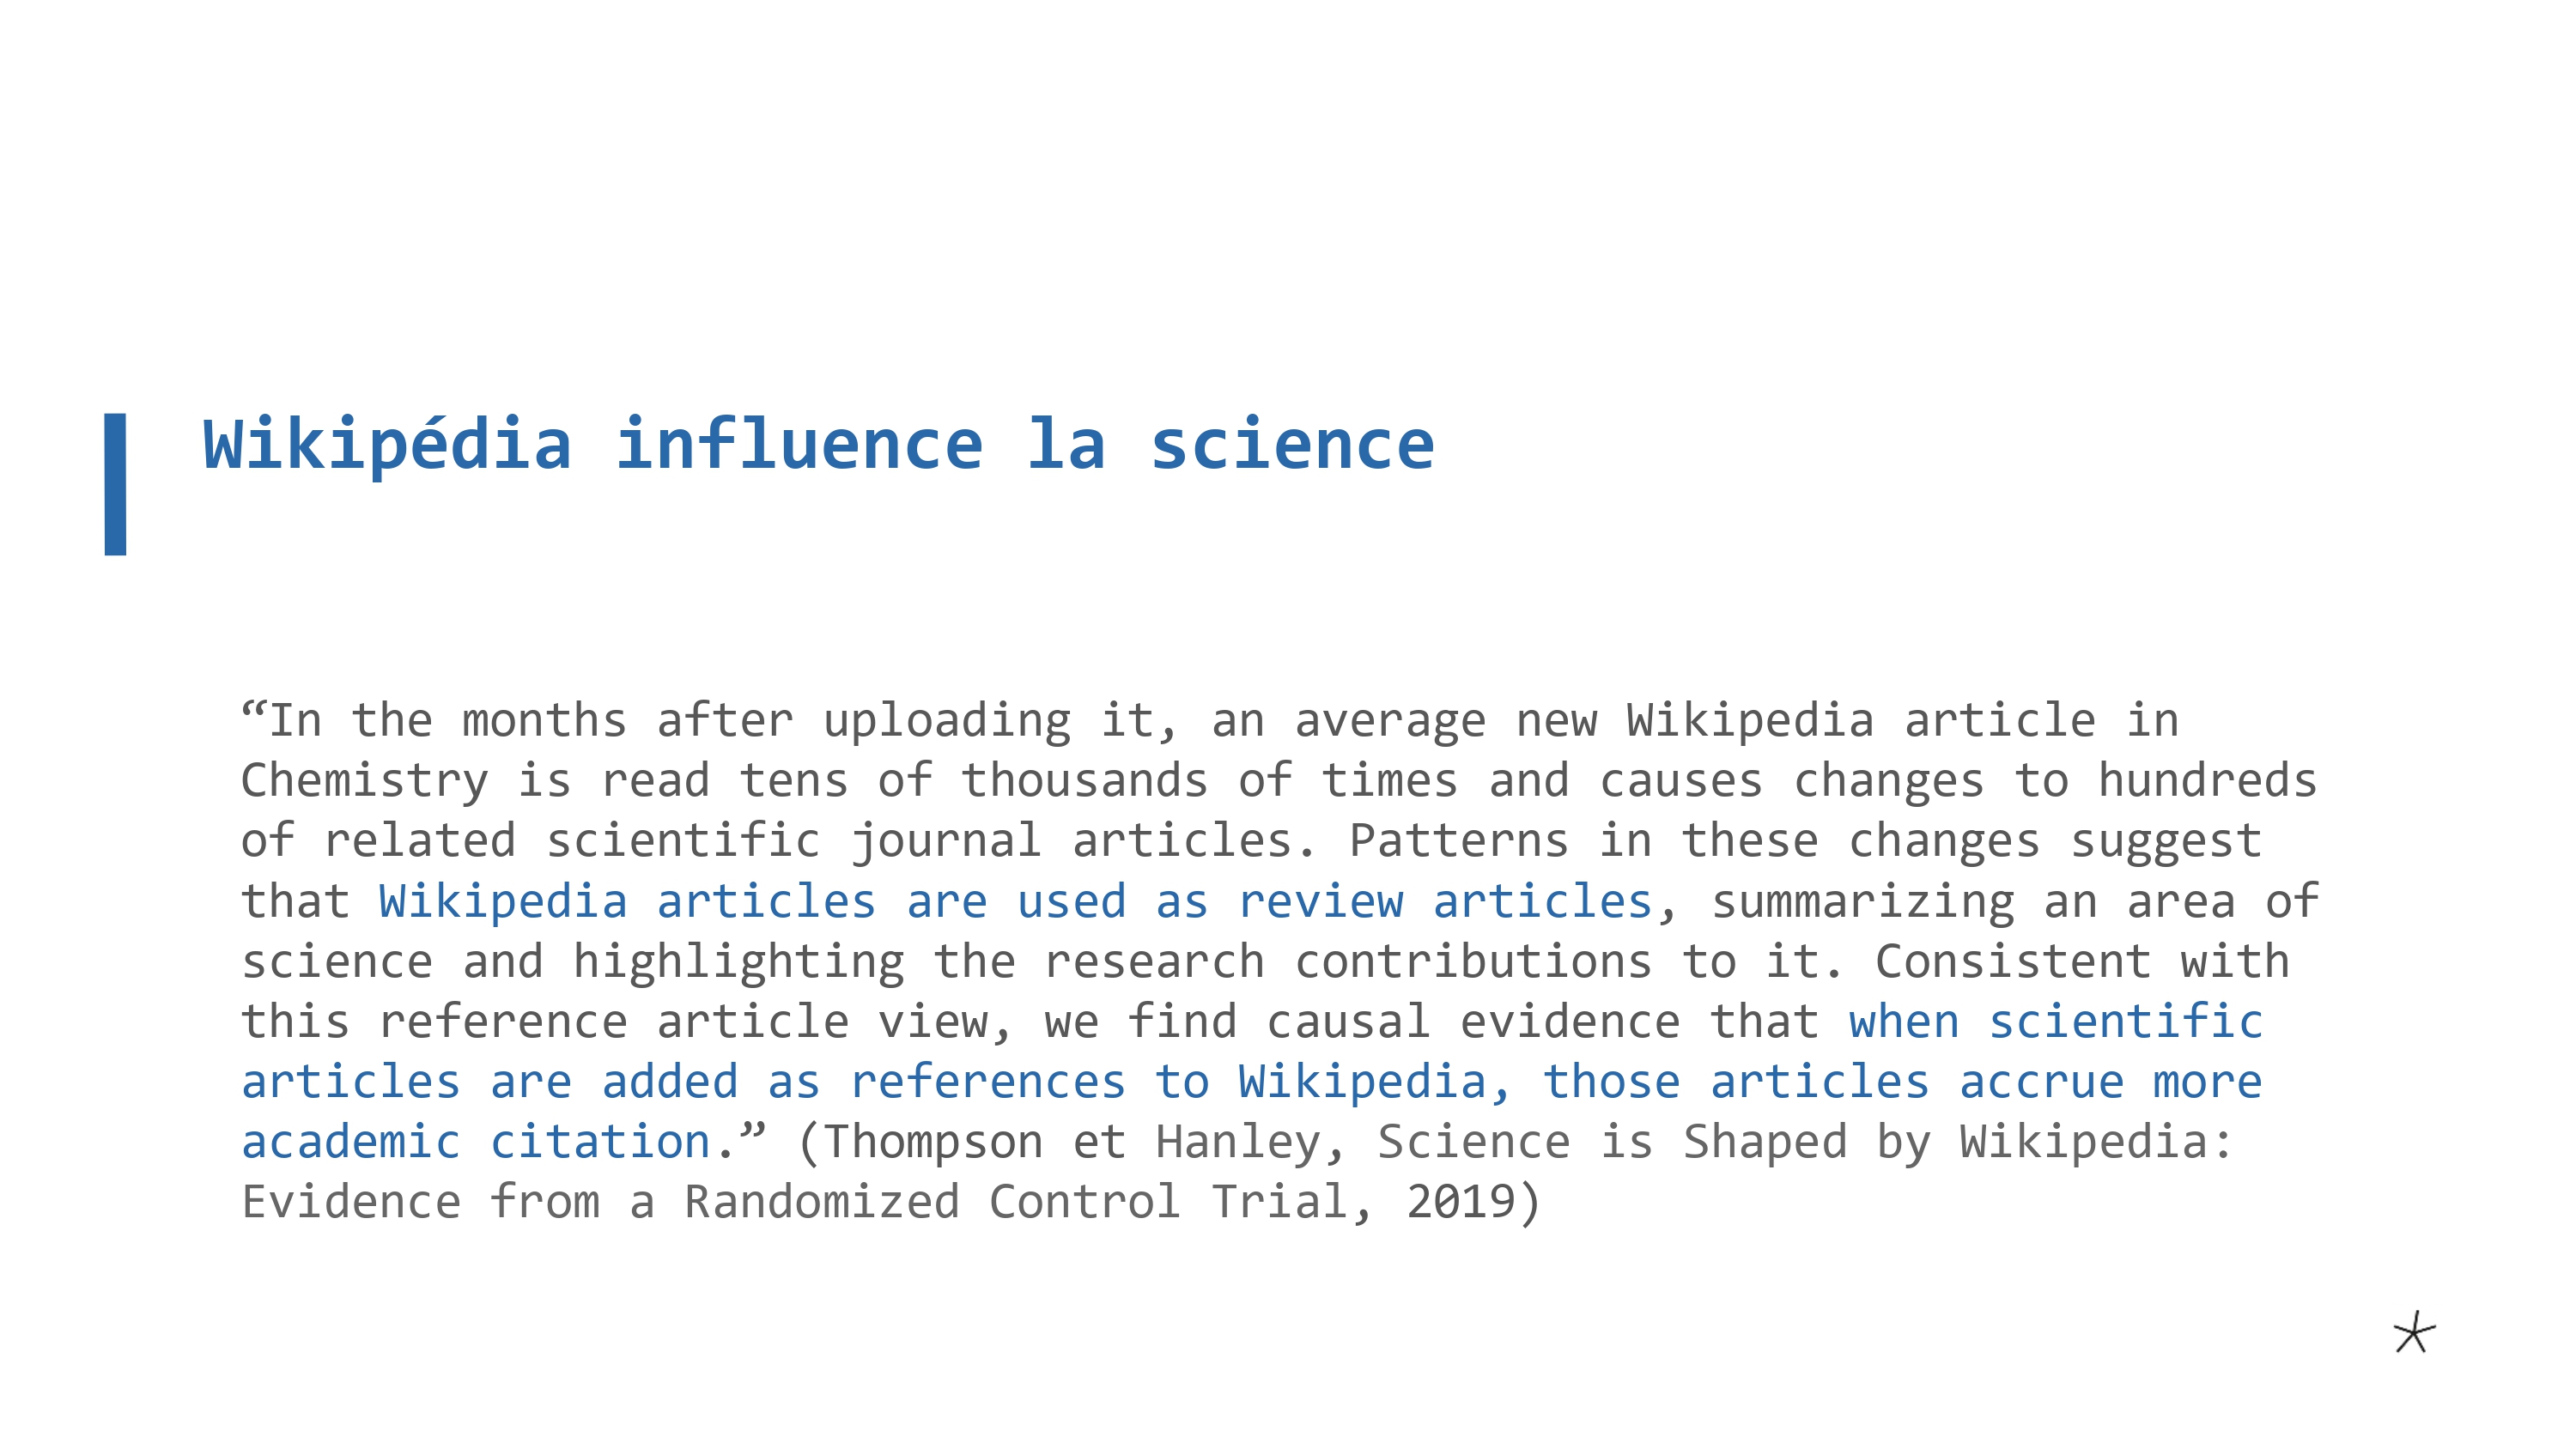 Wikipédia influence la science
“In the months after uploading it, an average new Wikipedia article in
Chemistry is read tens of thousands of times and causes changes to hundreds
of related scientific journal articles. Patterns in these changes suggest
that Wikipedia articles are used as review articles, summarizing an area of
science and highlighting the research contributions to it. Consistent with
this reference article view, we find causal evidence that when scientific
articles are added as references to Wikipedia, those articles accrue more
academic citation.” (Thompson et Hanley, Science is Shaped by Wikipedia:
Evidence from a Randomized Control Trial, 2019)